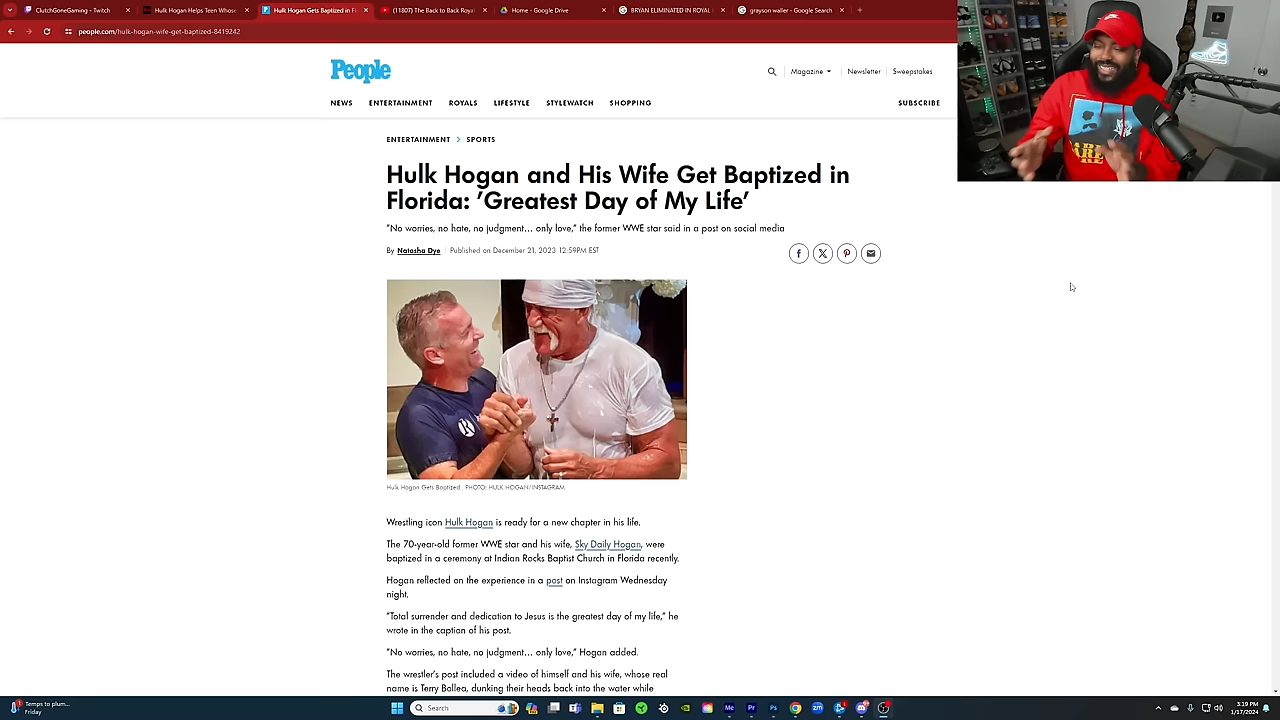 ClutchGoneGaming - Twitch
Hulk Hogan Helps Teen Whose
Hulk Hogan Gets Baptized in Fl
(11807) The Back to Back Royal
Home - Google Drive
BRYAN ELIMINATED IN ROYAL
grayson waller - Google Search
people.com/hulk-hogan-wife-get-baptized-8419242
People
Magazine
Newsletter
Sweepstakes
NEWS ENTERTAINMENT ROYALS LIFESTYLE STYLEWATCH SHOPPING
SUBSCRIBE
ENTERTAINMENT > SPORTS
Hulk Hogan and His Wife Get Baptized in
Florida: 'Greatest Day of My Life'
"No worries, no hate, no judgment… only love," the former WWE star said in a post on social media
By Natasha Dye Published on December 21, 2023 12:59PM EST
Hulk Hogan Gets Baptized . PHOTO: HULK HOGAN/INSTAGRAM
Wrestling icon Hulk Hogan is ready for a new chapter in his life.
The 70-year-old former WWE star and his wife, Sky Daily Hogan, were
baptized in a ceremony at Indian Rocks Baptist Church in Florida recently.
Hogan reflected on the experience in a post on Instagram Wednesday
night.
"Total surrender and dedication to Jesus is the greatest day of my life," he
wrote in the caption of his post.
"No worries, no hate, no judgment… only love," Hogan added.
The wrestler's post included a video of himself and his wife, whose real
name is Terry Bollea, dunking their heads back into the water while
Temps to plum...
Friday
Search
3:19 PM
1/17/2024